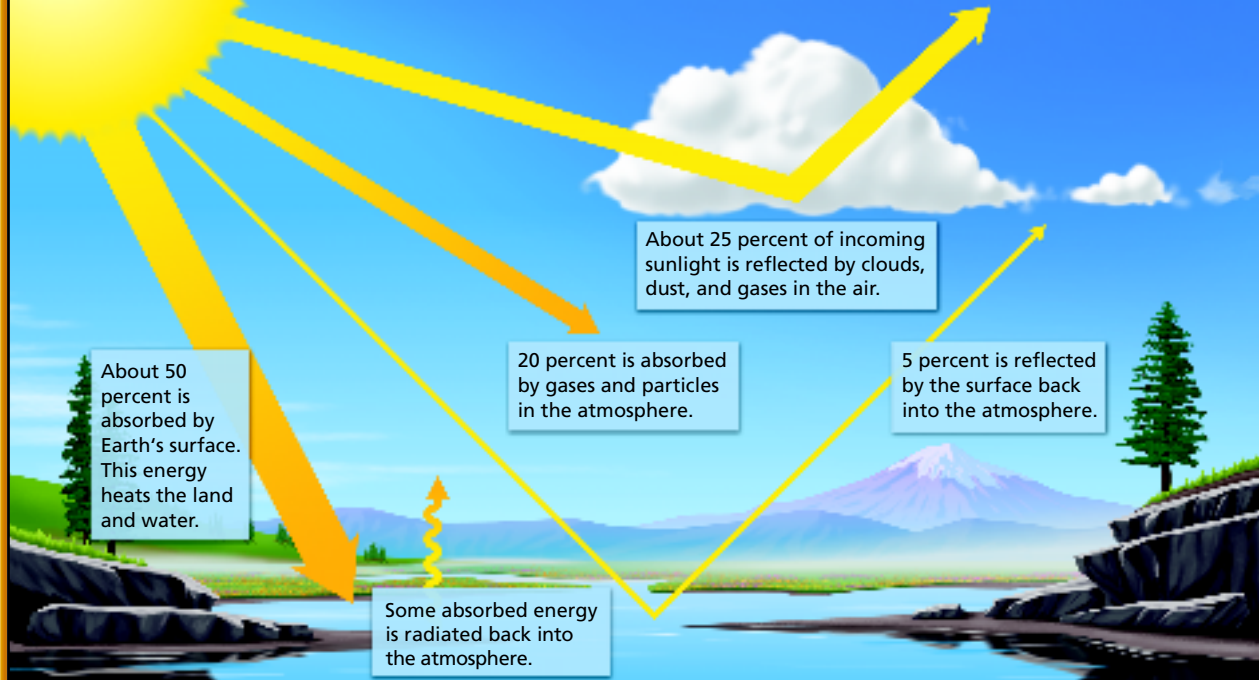 About 25 percent of incoming
sunlight is reflected by clouds,
dust, and gases in the air.
About 50
percent is
absorbed by
Earth's surface.
This energy
heats the land
and water.
20 percent is absorbed
by gases and particles
in the atmosphere.
5 percent is reflected
by the surface back
into the atmosphere.
Some absorbed energy
is radiated back into
the atmosphere.